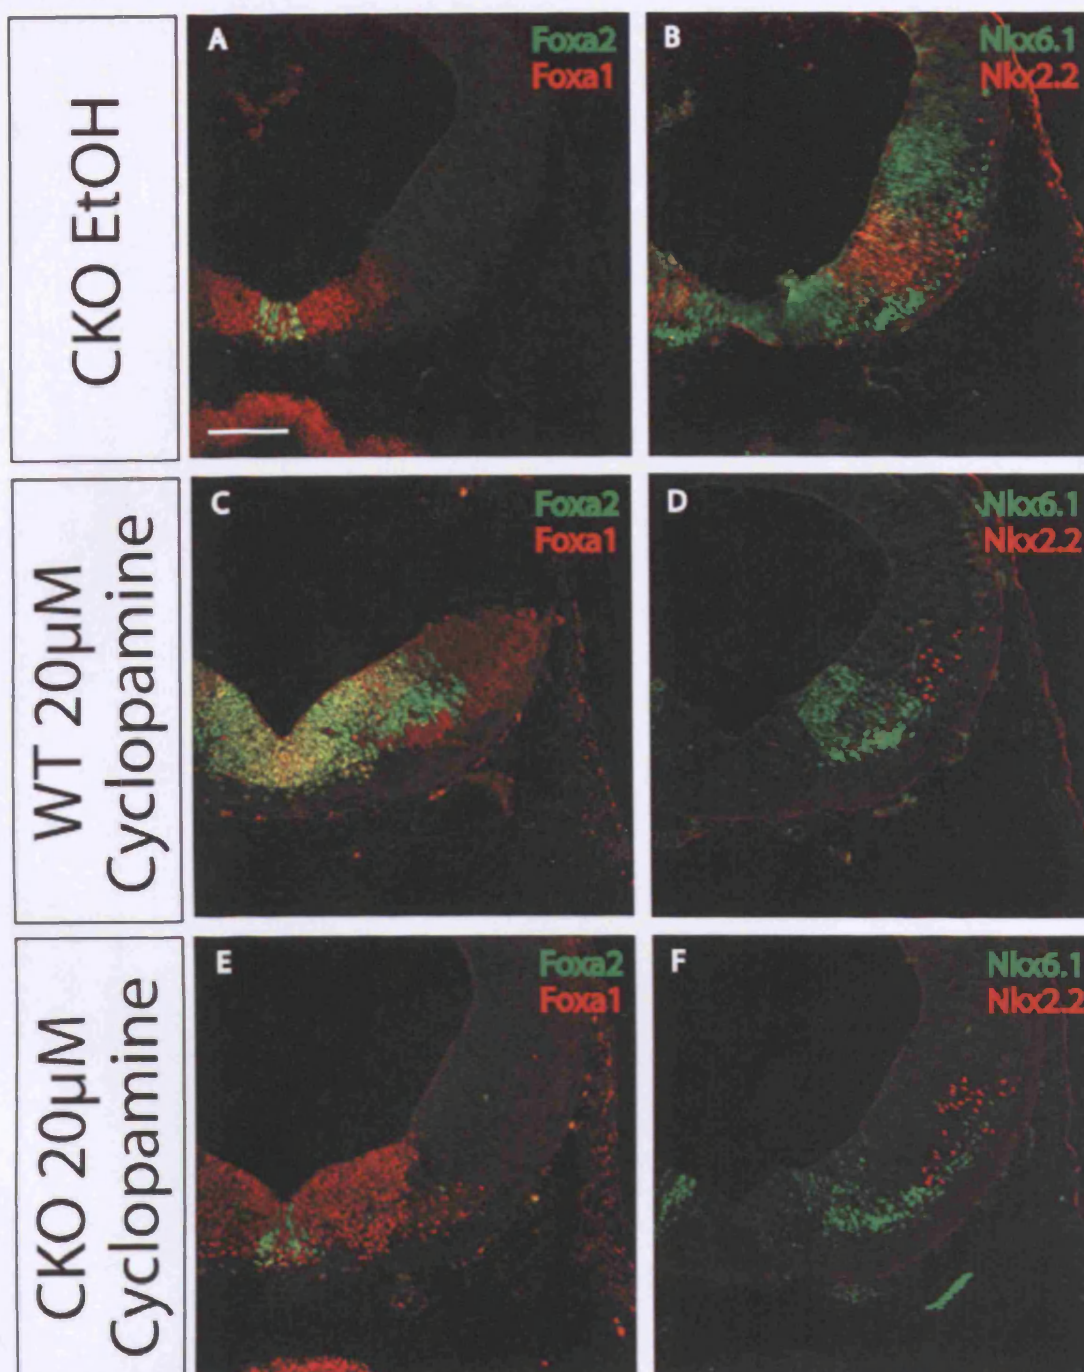 CKO EtOH
A
Foxa2
Foxa1
B
Nkx6.1
Nkx2.2
WT 20µM
Cyclopamine
C
Foxa2
Foxa1
D
Nkx6.1
Nkx2.2
CKO 20µM
Cyclopamine
E
Foxa2
Foxa1
F
Nkx6.1
Nkx2.2